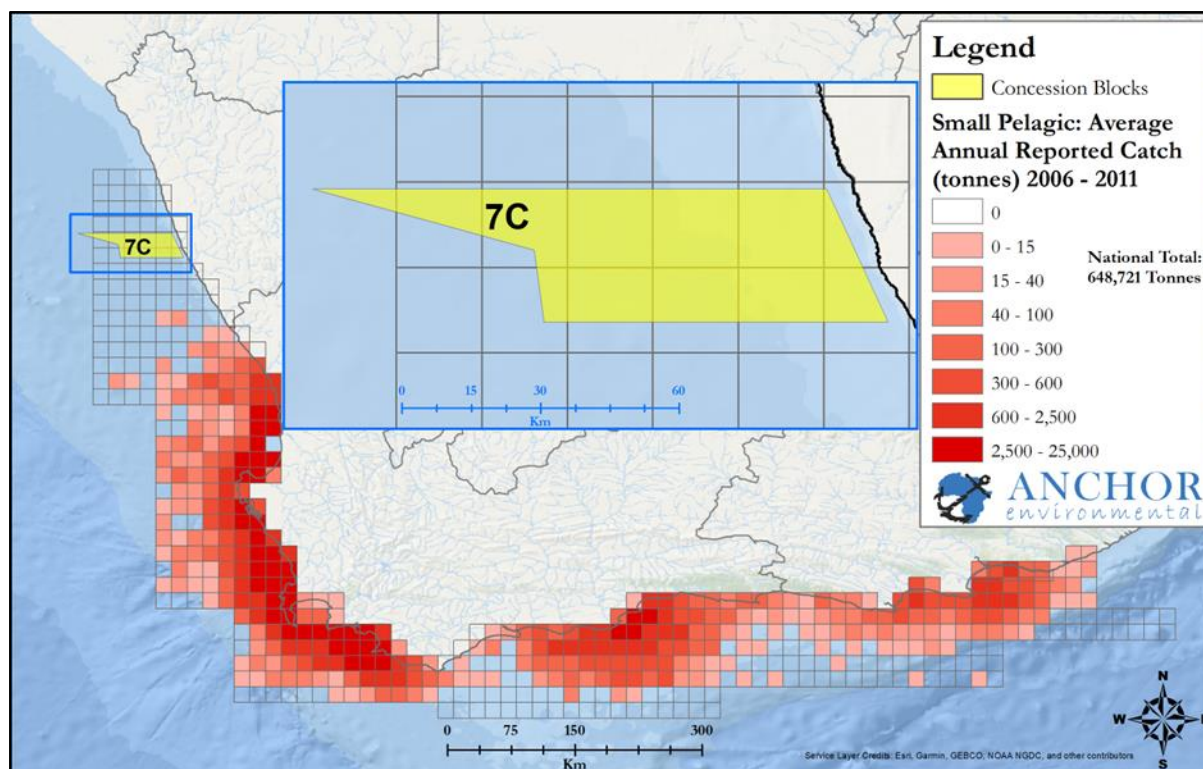 Legend
Concession Blocks
Small Pelagic: Average
Annual Reported Catch
(tonnes) 2006 - 2011
0
0 - 15
15 - 40
40 - 100
100 - 300
300 - 600
600 - 2,500
2,500 - 25,000
National Total:
648,721 Tonnes
ANCHOR
environmental
7C
7C
0 15 30 60
Km
0 75 150 300
Km
N
W
S
Service Layer Credits: Esri, Garmin, GEBCO, NOAA NGDC, and other contributors